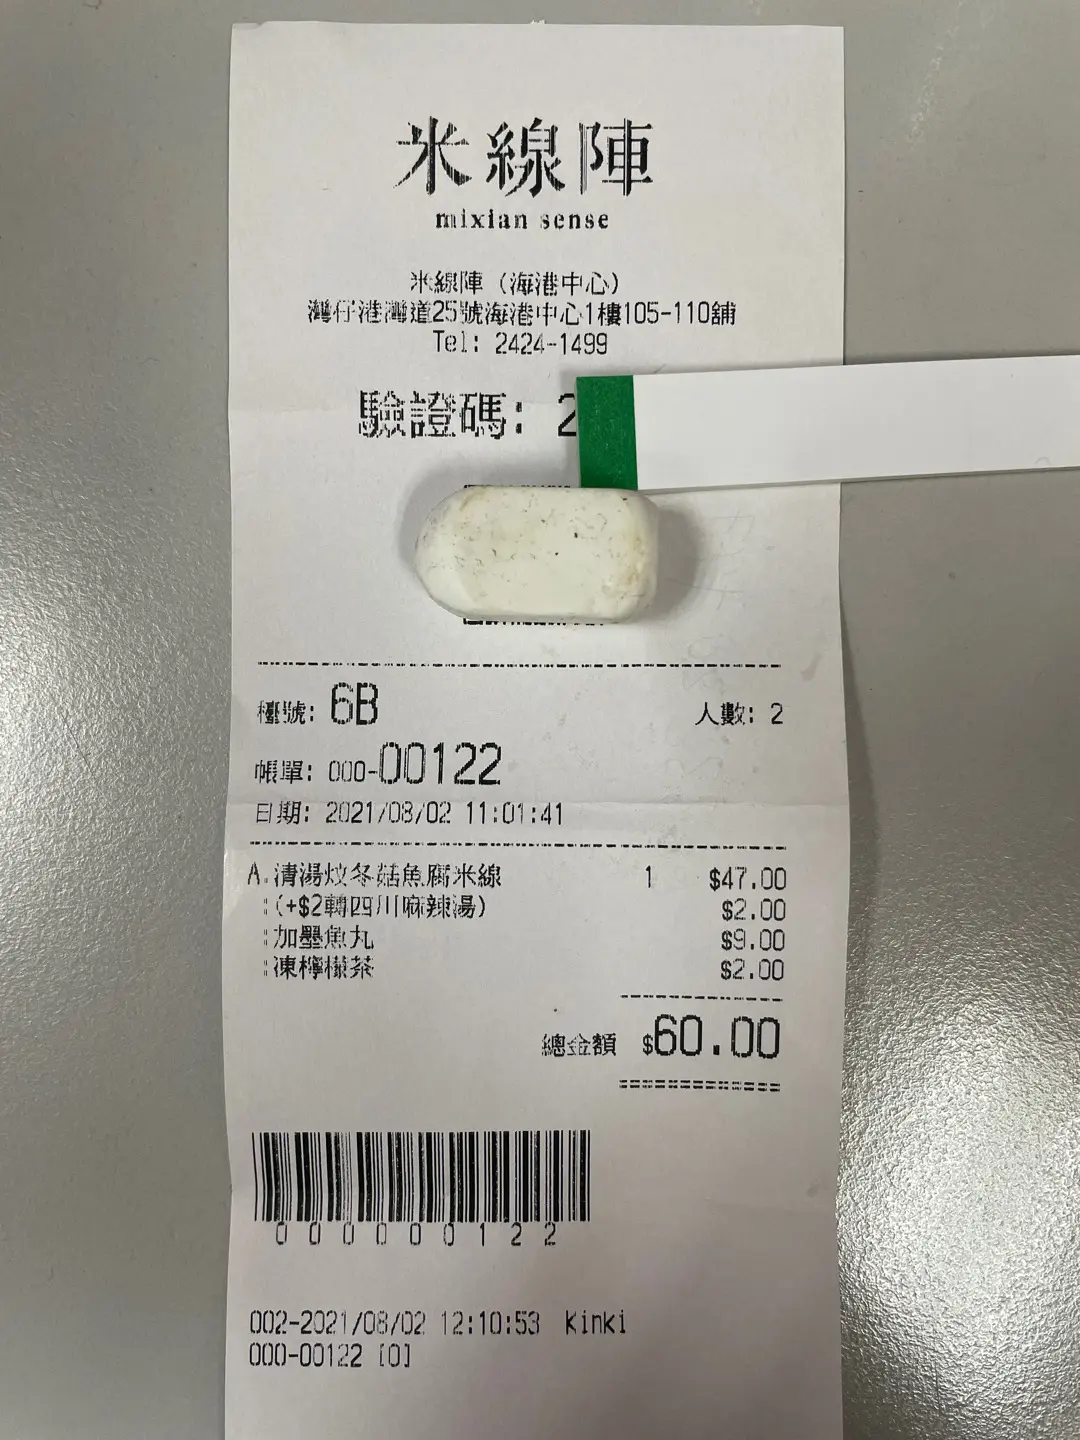 米線陣
mixian sense
米線陣（海港中心）
灣仔港灣道25號海港中心1樓105-110舖
Tel: 2424-1499
驗證碼: 2
檯號: 6B
人數: 2
帳單: 000-00122
日期: 2021/08/02 11:01:41
A.清湯炆冬菇魚腐米線 1 $47.00
:(+$2轉四川麻辣湯) $2.00
:加墨魚丸 $9.00
:凍檸檬茶 $2.00
總金額 $60.00
000000122
002-2021/08/02 12:10:53 Kinki
000-00122 [0]